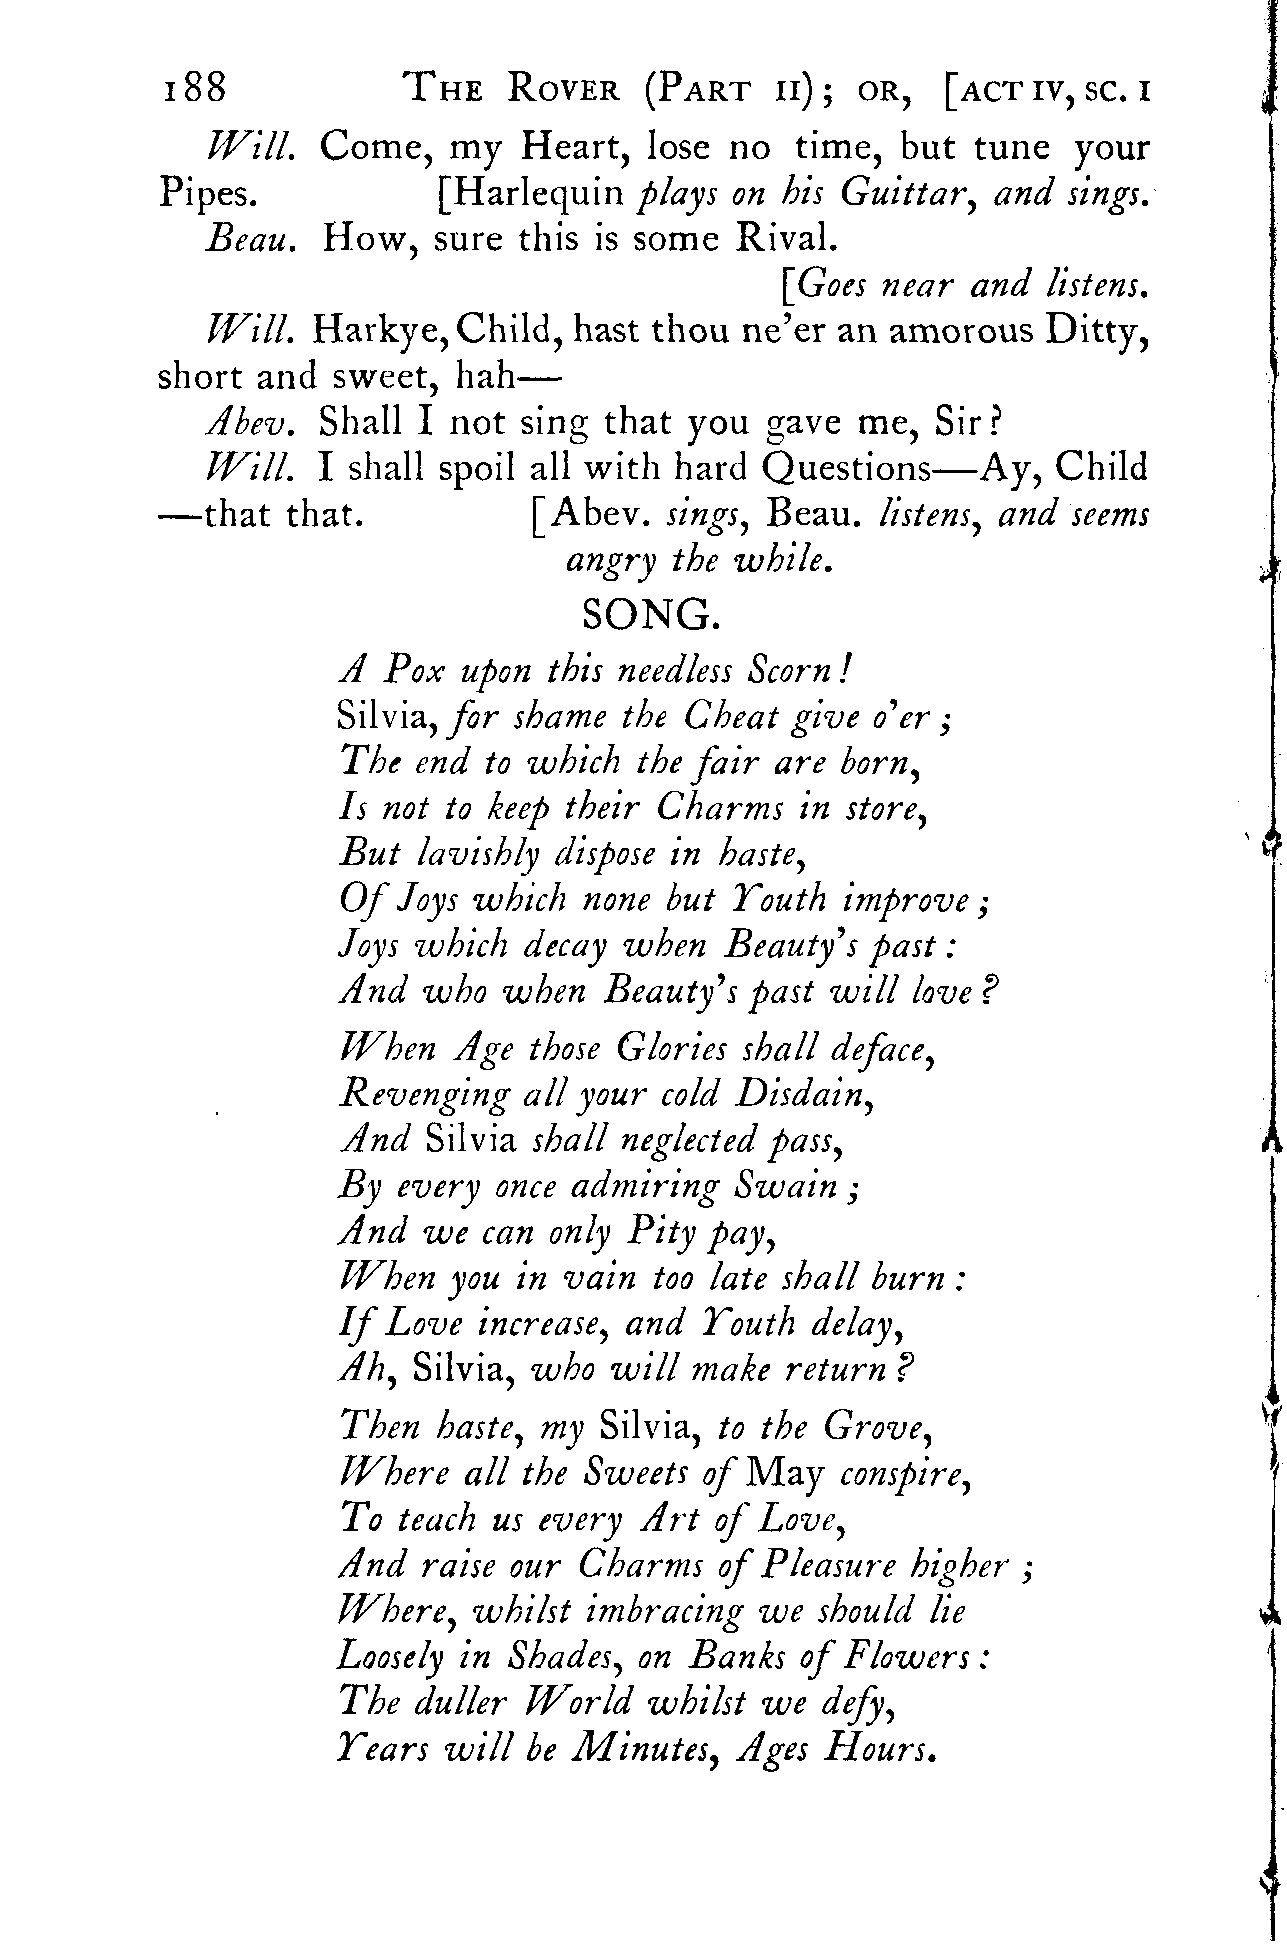 188 THE ROVER (PART II); OR, [ACT IV, SC. I
Will. Come, my Heart, lose no time, but tune your
Pipes. [Harlequin plays on his Guittar, and sings.
Beau. How, sure this is some Rival.
[Goes near and listens.
Will. Harkye, Child, hast thou ne'er an amorous Ditty,
short and sweet, hah—
Abev. Shall I not sing that you gave me, Sir?
Will. I shall spoil all with hard Questions—Ay, Child
—that that. [Abev. sings, Beau. listens, and seems
angry the while.
SONG.
A Pox upon this needless Scorn!
Silvia, for shame the Cheat give o'er;
The end to which the fair are born,
Is not to keep their Charms in store,
But lavishly dispose in haste,
Of Joys which none but Youth improve;
Joys which decay when Beauty's past:
And who when Beauty's past will love?
When Age those Glories shall deface,
Revenging all your cold Disdain,
And Silvia shall neglected pass,
By every once admiring Swain;
And we can only Pity pay,
When you in vain too late shall burn:
If Love increase, and Youth delay,
Ah, Silvia, who will make return?
Then haste, my Silvia, to the Grove,
Where all the Sweets of May conspire,
To teach us every Art of Love,
And raise our Charms of Pleasure higher;
Where, whilst imbracing we should lie
Loosely in Shades, on Banks of Flowers:
The duller World whilst we defy,
Years will be Minutes, Ages Hours.